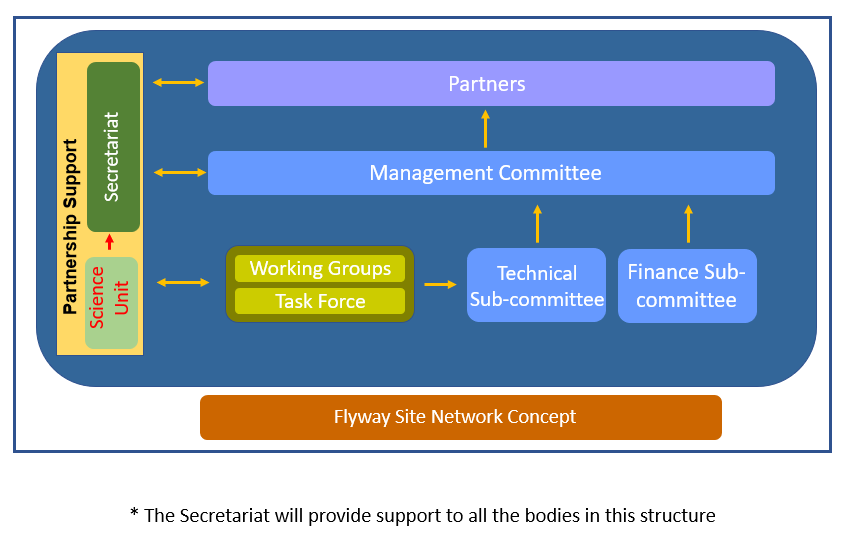 Partnership Support
Secretariat
Science
Unit
Partners
Management Committee
Working Groups
Task Force
Technical
Sub-committee
Finance Sub-
committee
Flyway Site Network Concept
* The Secretariat will provide support to all the bodies in this structure